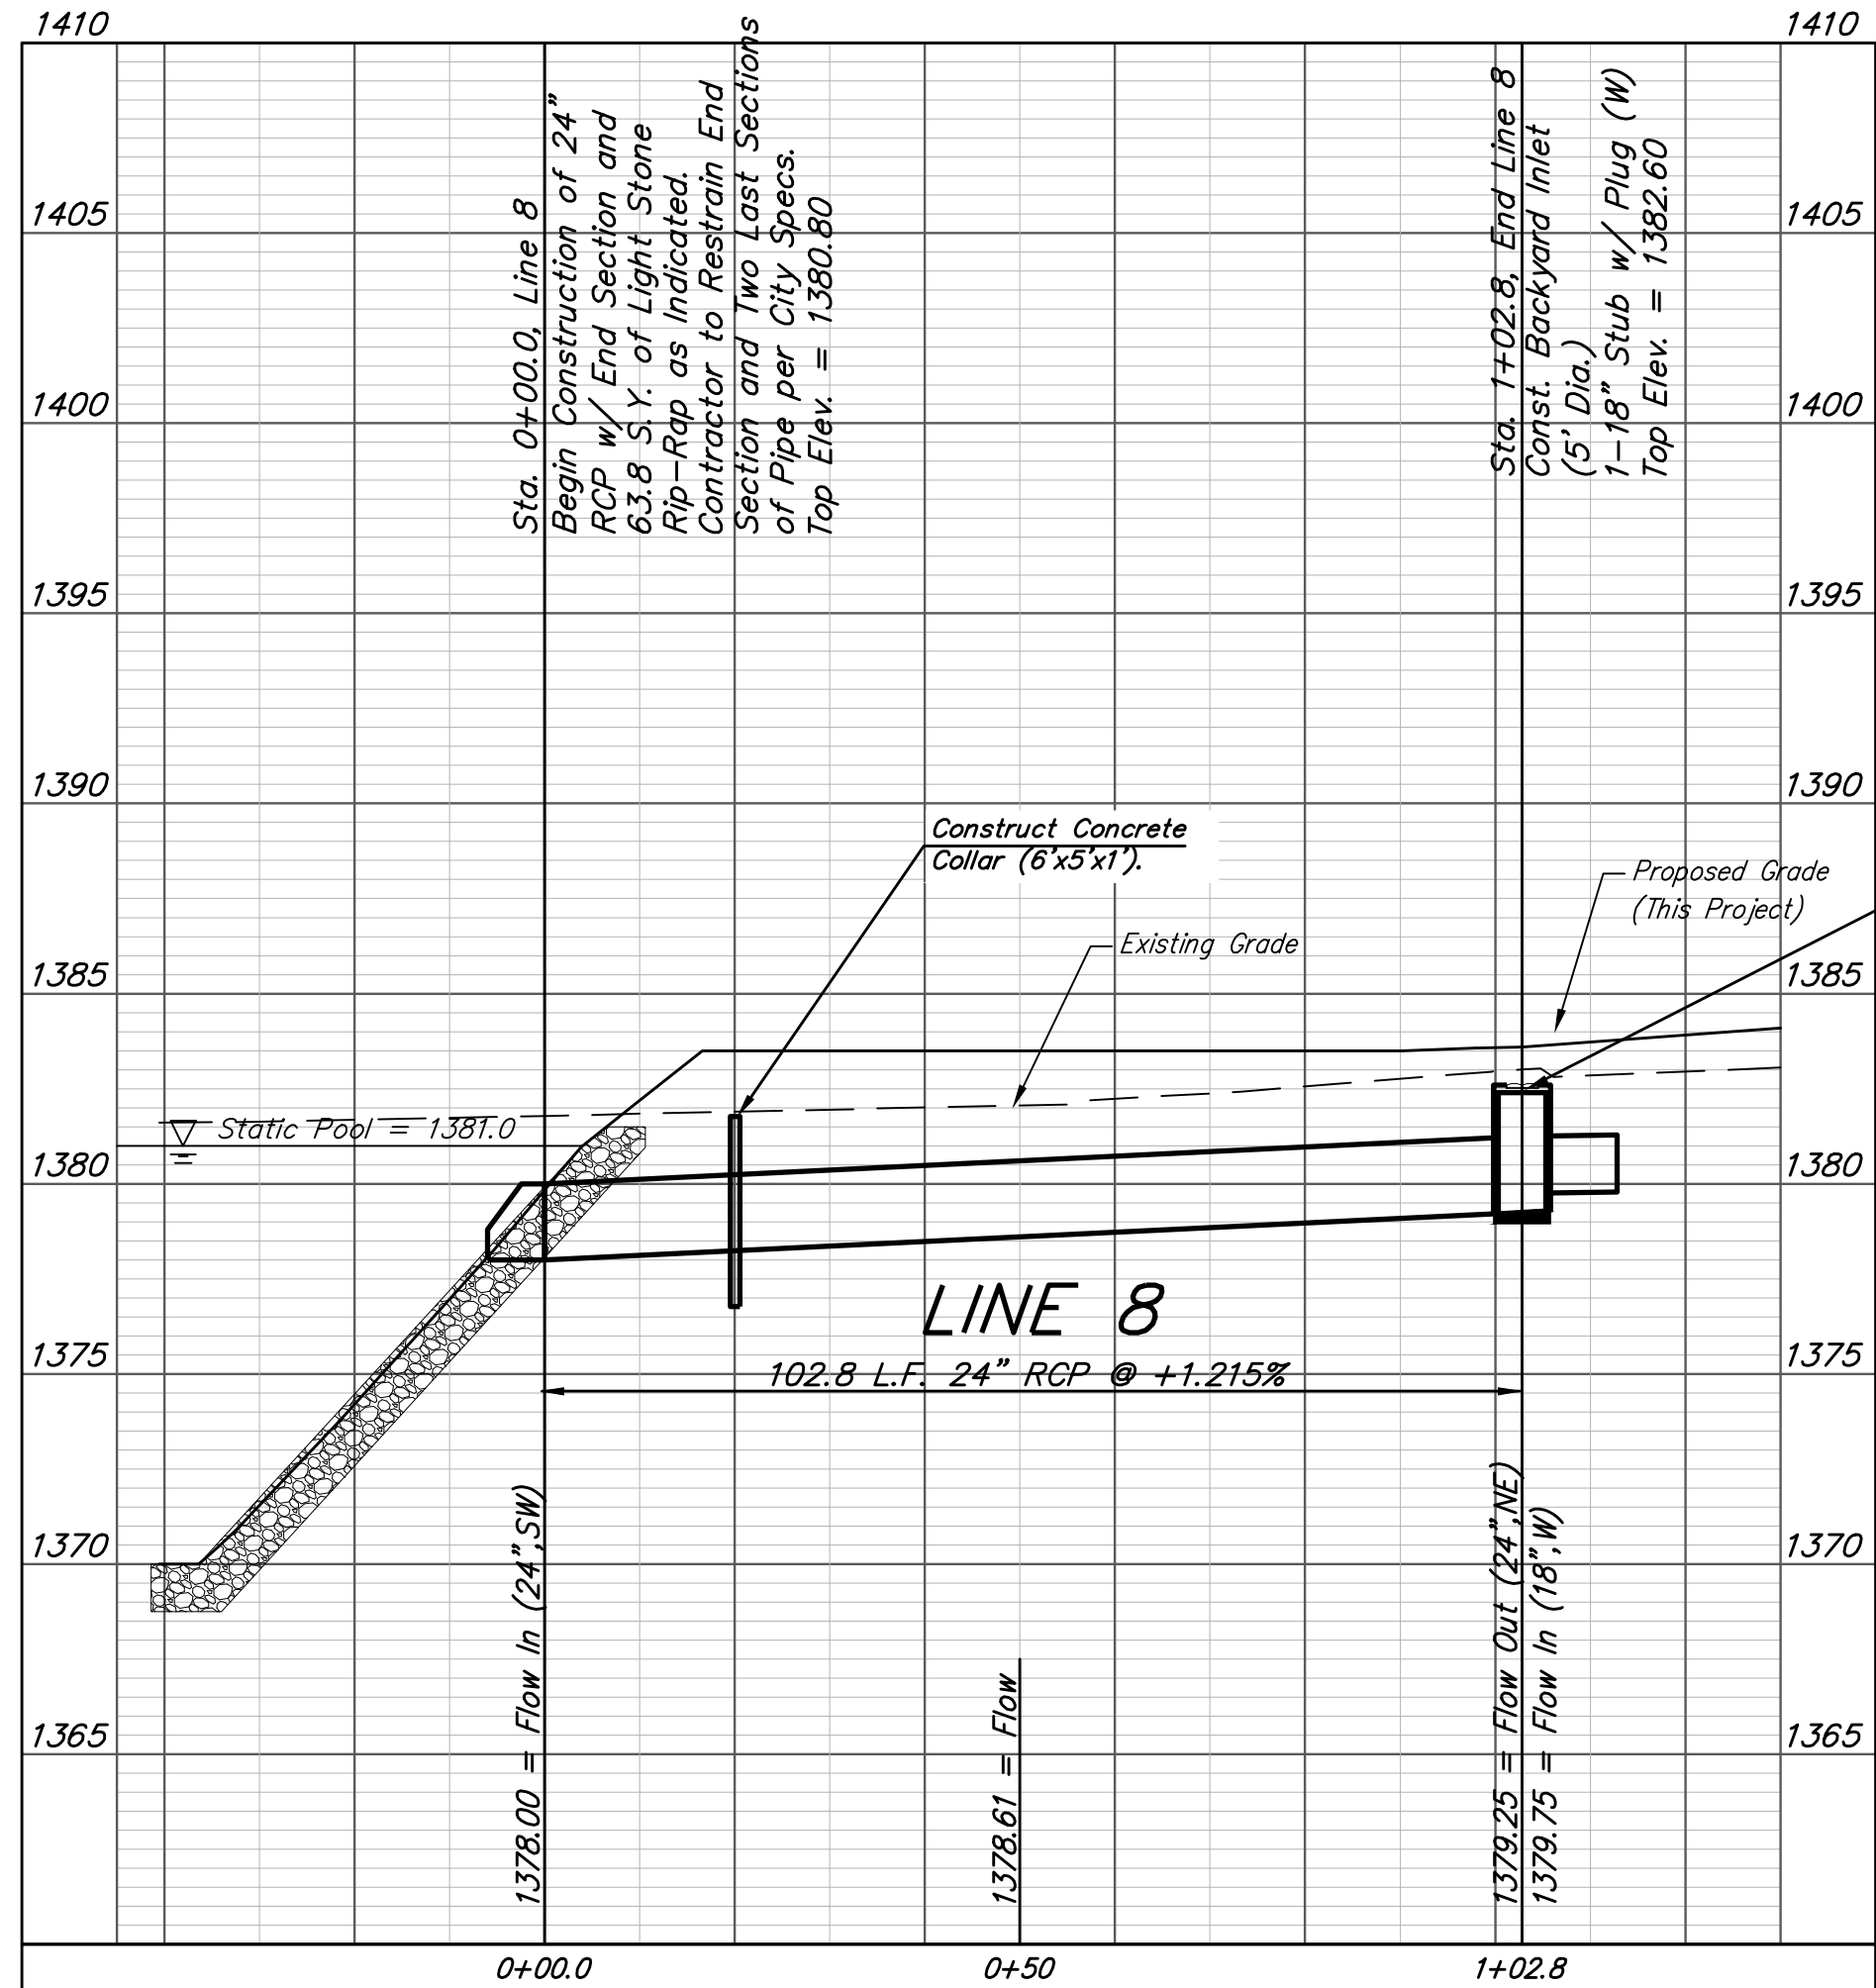 1410
1410
1405
1405
1400
1400
1395
1395
1390
1390
1385
1385
1380
1380
1375
1375
1370
1370
1365
1365
Sta. 0+00.0, Line 8
Begin Construction of 24"
RCP w/ End Section and
63.8 S.Y. of Light Stone
Rip-Rap as Indicated.
Contractor to Restrain End
Section and Two Last Sections
of Pipe per City Specs.
Top Elev. = 1380.80
Sta. 1+02.8, End Line 8
Const. Backyard Inlet
(5' Dia.)
1-18" Stub w/ Plug (W)
Top Elev. = 1382.60
Construct Concrete
Collar (6'x5'x1').
Proposed Grade
(This Project)
Existing Grade
Static Pool = 1381.0
LINE 8
102.8 L.F. 24" RCP @ +1.215%
1378.00 = Flow In (24",SW)
1378.61 = Flow
1379.25 = Flow Out (24",NE)
1379.75 = Flow In (18",W)
0+00.0
0+50
1+02.8